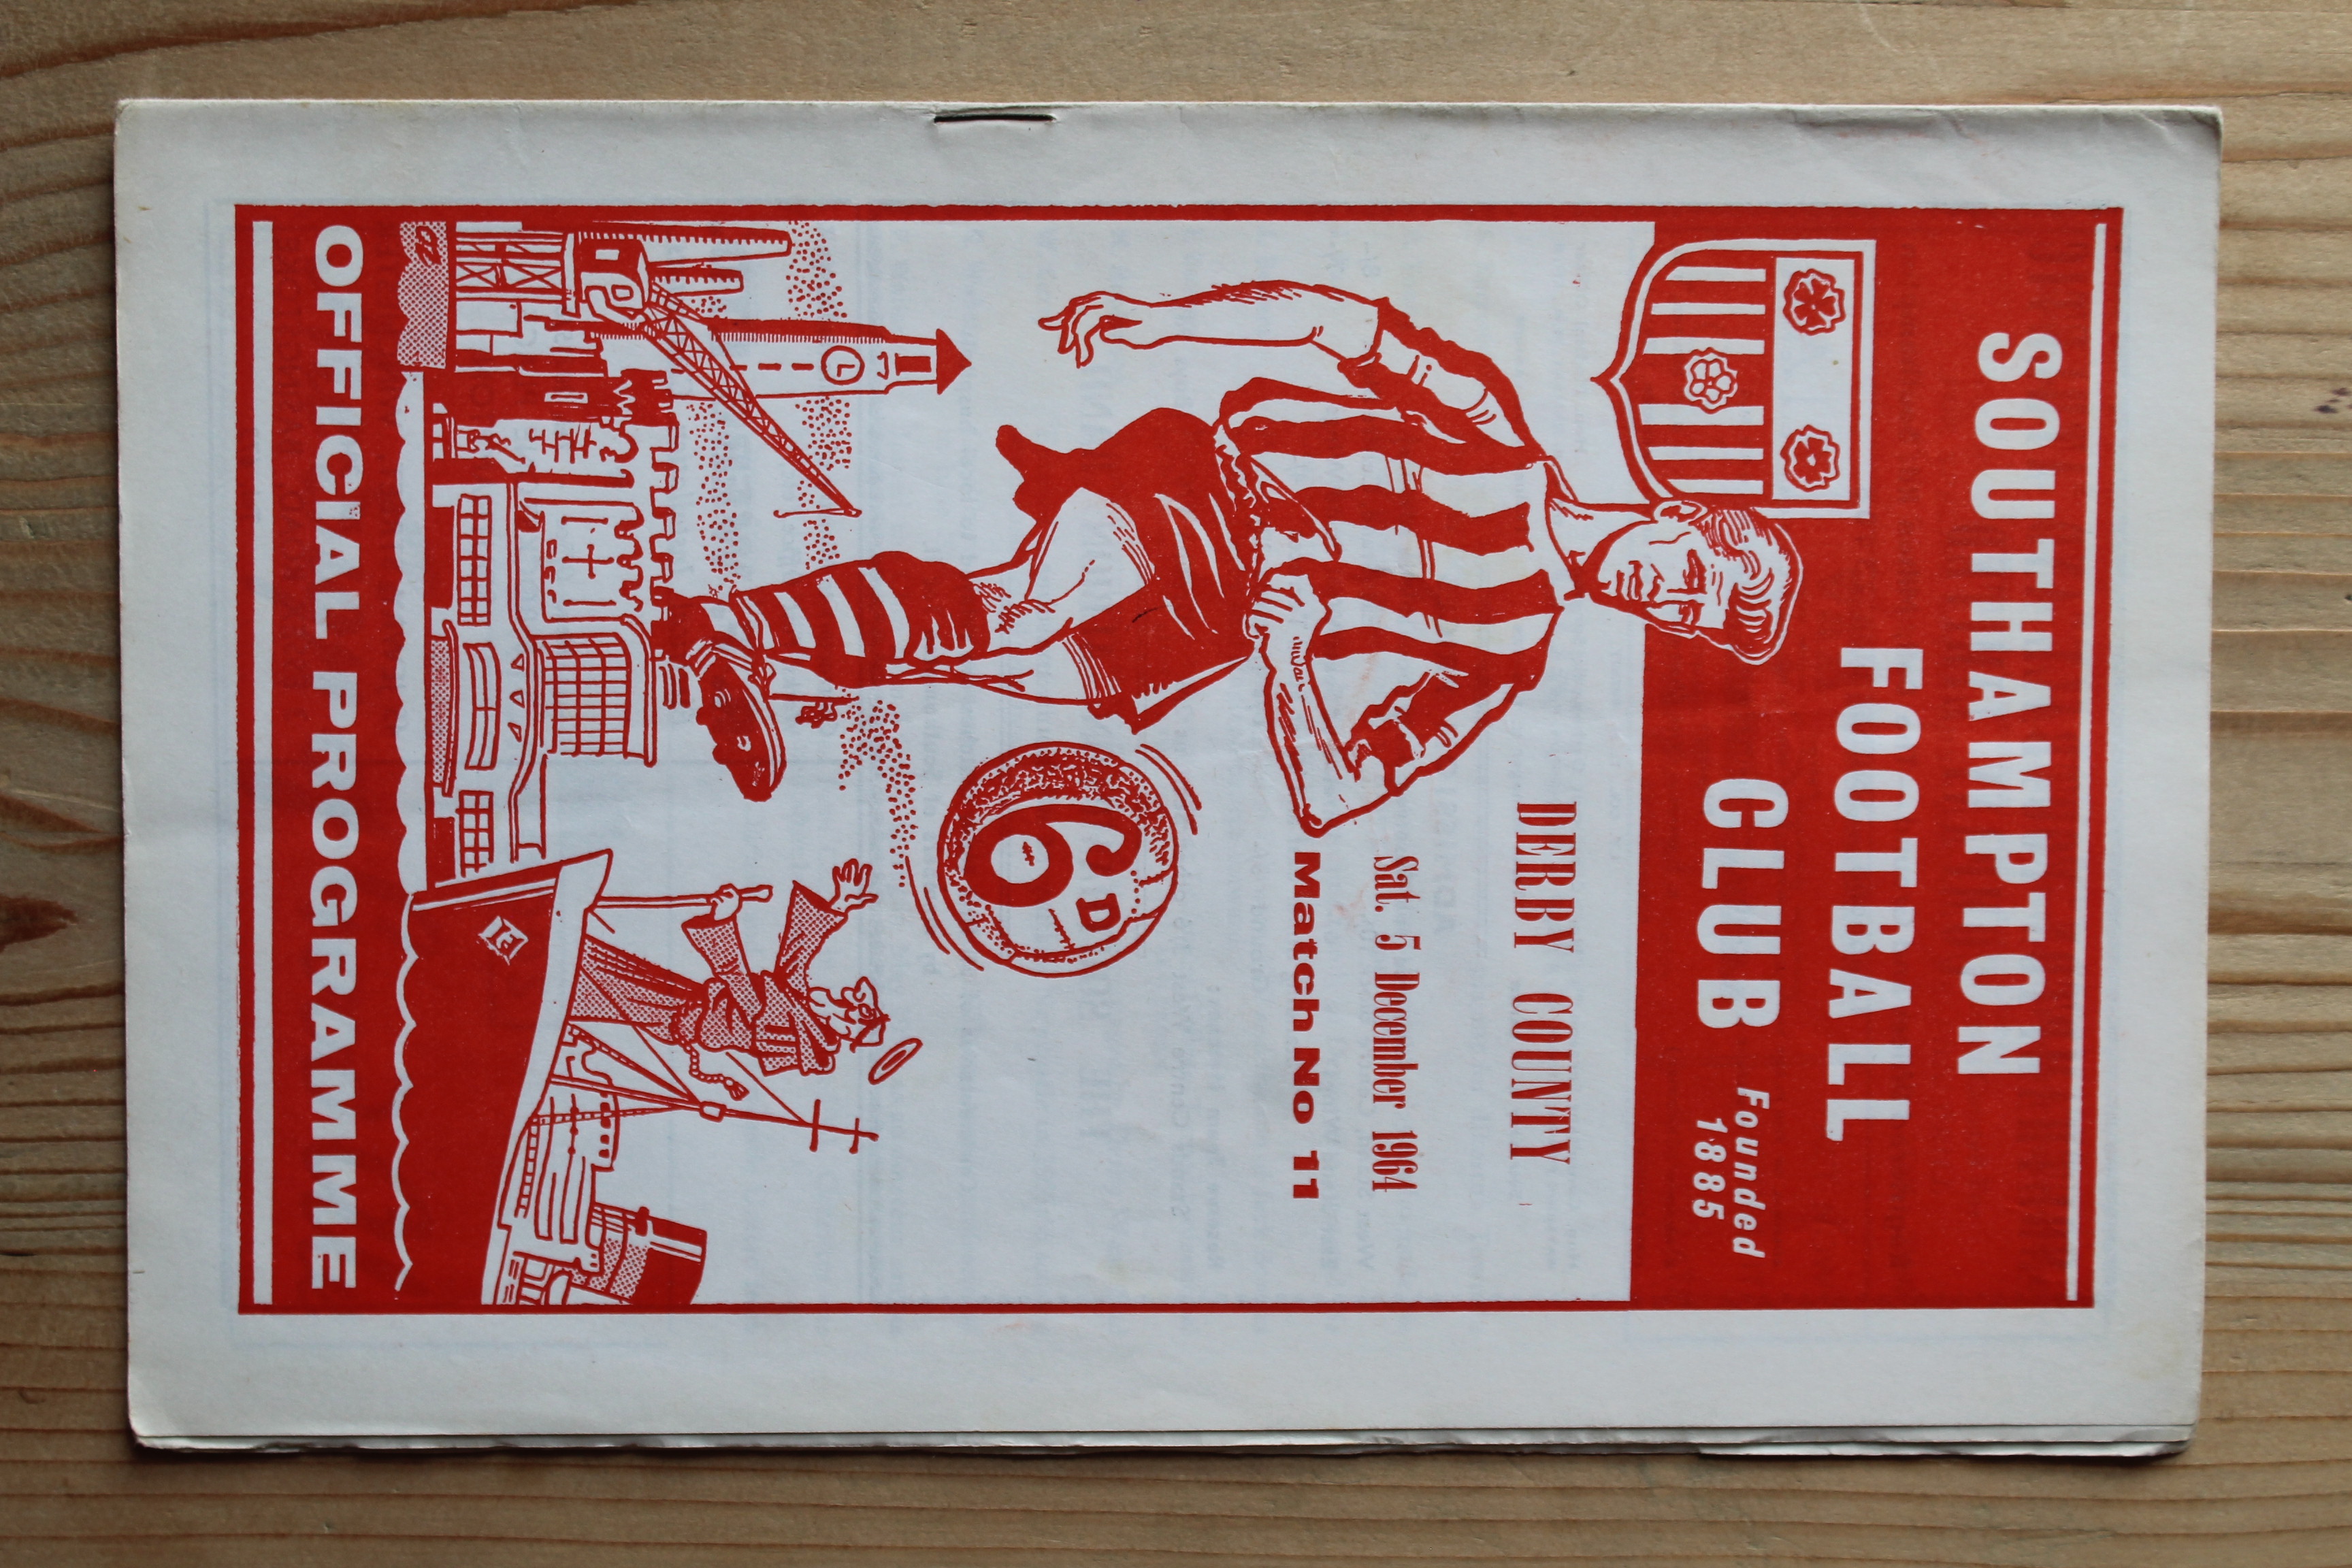 SOUTHAMPTON
FOOTBALL
CLUB
Founded
1885
DERBY COUNTY
Sat. 5 December 1964
Match No 11
6D
OFFICIAL PROGRAMME